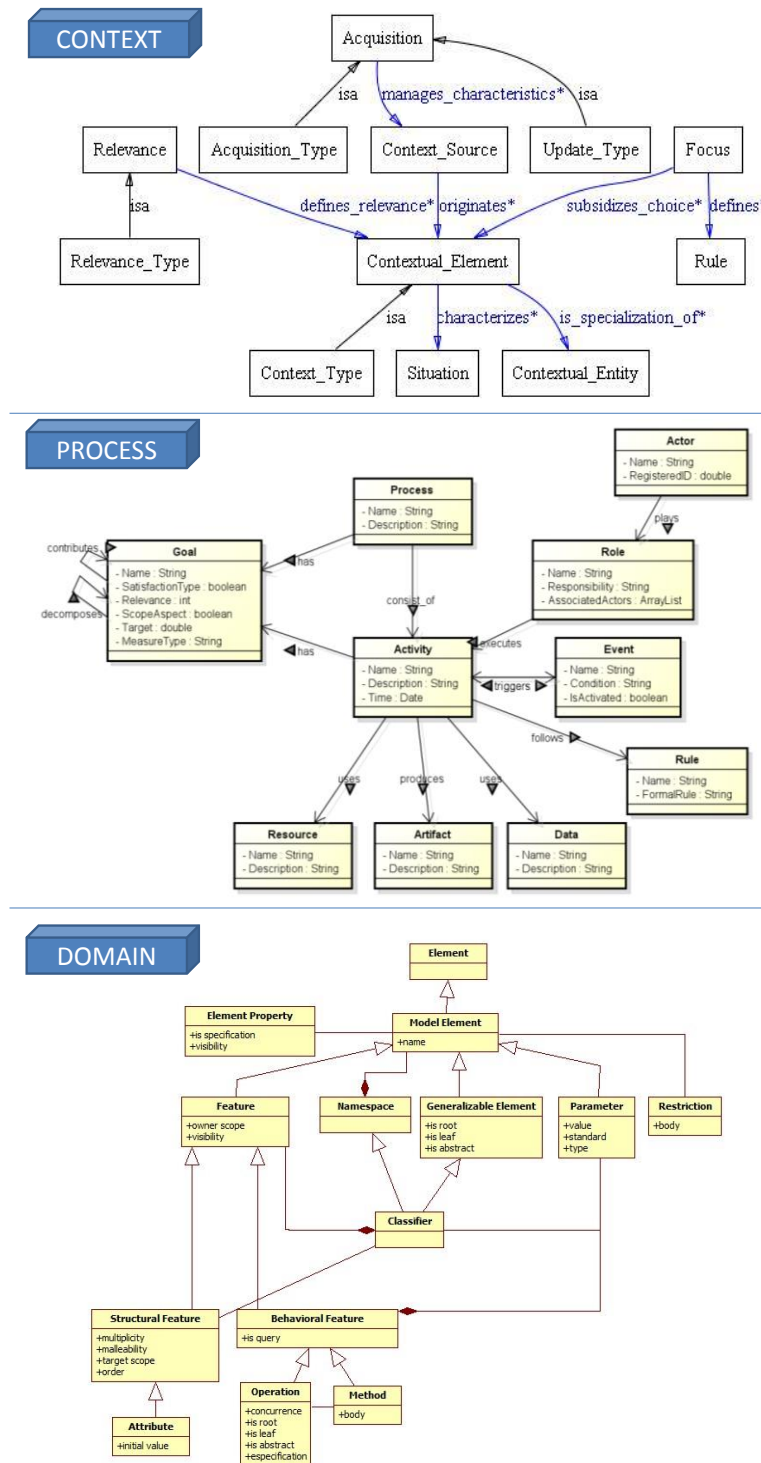 CONTEXT
Acquisition
isa
manages_characteristics*
isa
Relevance
Acquisition_Type
Context_Source
Update_Type
Focus
isa
defines_relevance*
originates*
subsidizes_choice*
defines*
Relevance_Type
Contextual_Element
Rule
isa
characterizes*
is_specialization_of*
Context_Type
Situation
Contextual_Entity
PROCESS
Actor
- Name : String
- RegisteredID : double
Process
- Name : String
- Description : String
plays
contributes
Goal
- Name : String
- SatisfactionType : boolean
- Relevance : int
- ScopeAspect : boolean
- Target : double
- MeasureType : String
has
Role
- Name : String
- Responsibility : String
- AssociatedActors : ArrayList
decomposes
consist_of
has
Activity
- Name : String
- Description : String
- Time : Date
executes
Event
- Name : String
- Condition : String
- IsActivated : boolean
triggers
follows
Rule
- Name : String
- FormalRule : String
uses
produces
uses
Resource
- Name : String
- Description : String
Artifact
- Name : String
- Description : String
Data
- Name : String
- Description : String
DOMAIN
Element
Element Property
+is specification
+visibility
Model Element
+name
Feature
+owner scope
+visibility
Namespace
Generalizable Element
+is root
+is leaf
+is abstract
Parameter
+value
+standard
+type
Restriction
+body
Classifier
Structural Feature
+multiplicity
+malleability
+target scope
+order
Behavioral Feature
+is query
Attribute
+initial value
Operation
+concurrence
+is root
+is leaf
+is abstract
+especification
Method
+body